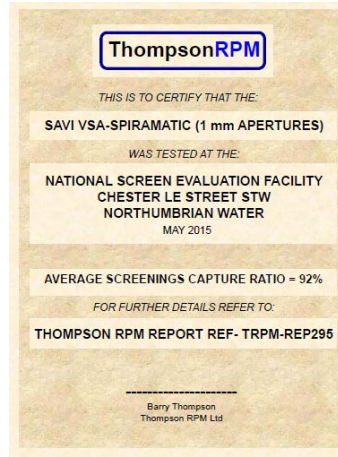 ThompsonRPM
THIS IS TO CERTIFY THAT THE:
SAVI VSA-SPIRAMATIC (1 mm APERTURES)
WAS TESTED AT THE:
NATIONAL SCREEN EVALUATION FACILITY
CHESTER LE STREET STW
NORTHUMBRIAN WATER
MAY 2015
AVERAGE SCREENINGS CAPTURE RATIO = 92%
FOR FURTHER DETAILS REFER TO:
THOMPSON RPM REPORT REF- TRPM-REP295
Barry Thompson
Thompson RPM Ltd